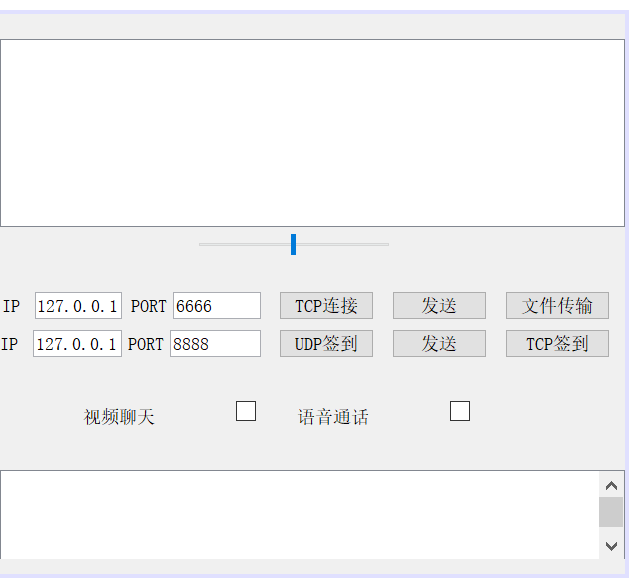 IP 127.0.0.1 PORT 6666 TCP连接 发送 文件传输
IP 127.0.0.1 PORT 8888 UDP签到 发送 TCP签到
视频聊天 语音通话